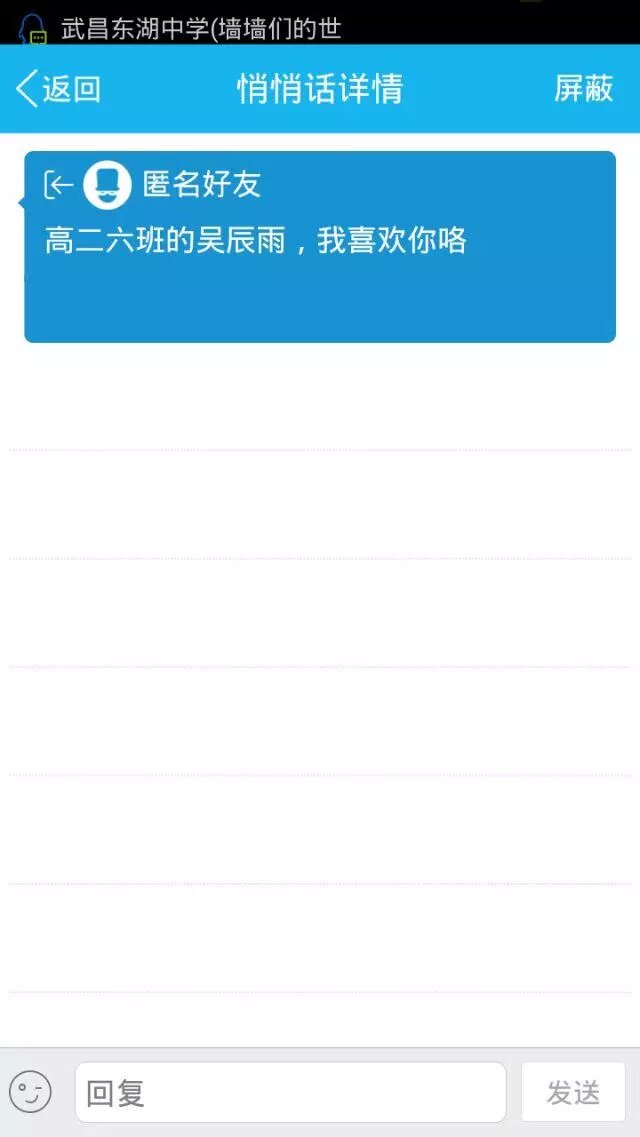 武昌东湖中学(墙墙们的世
返回
悄悄话详情
屏蔽
匿名好友
高二六班的吴辰雨，我喜欢你咯
回复
发送